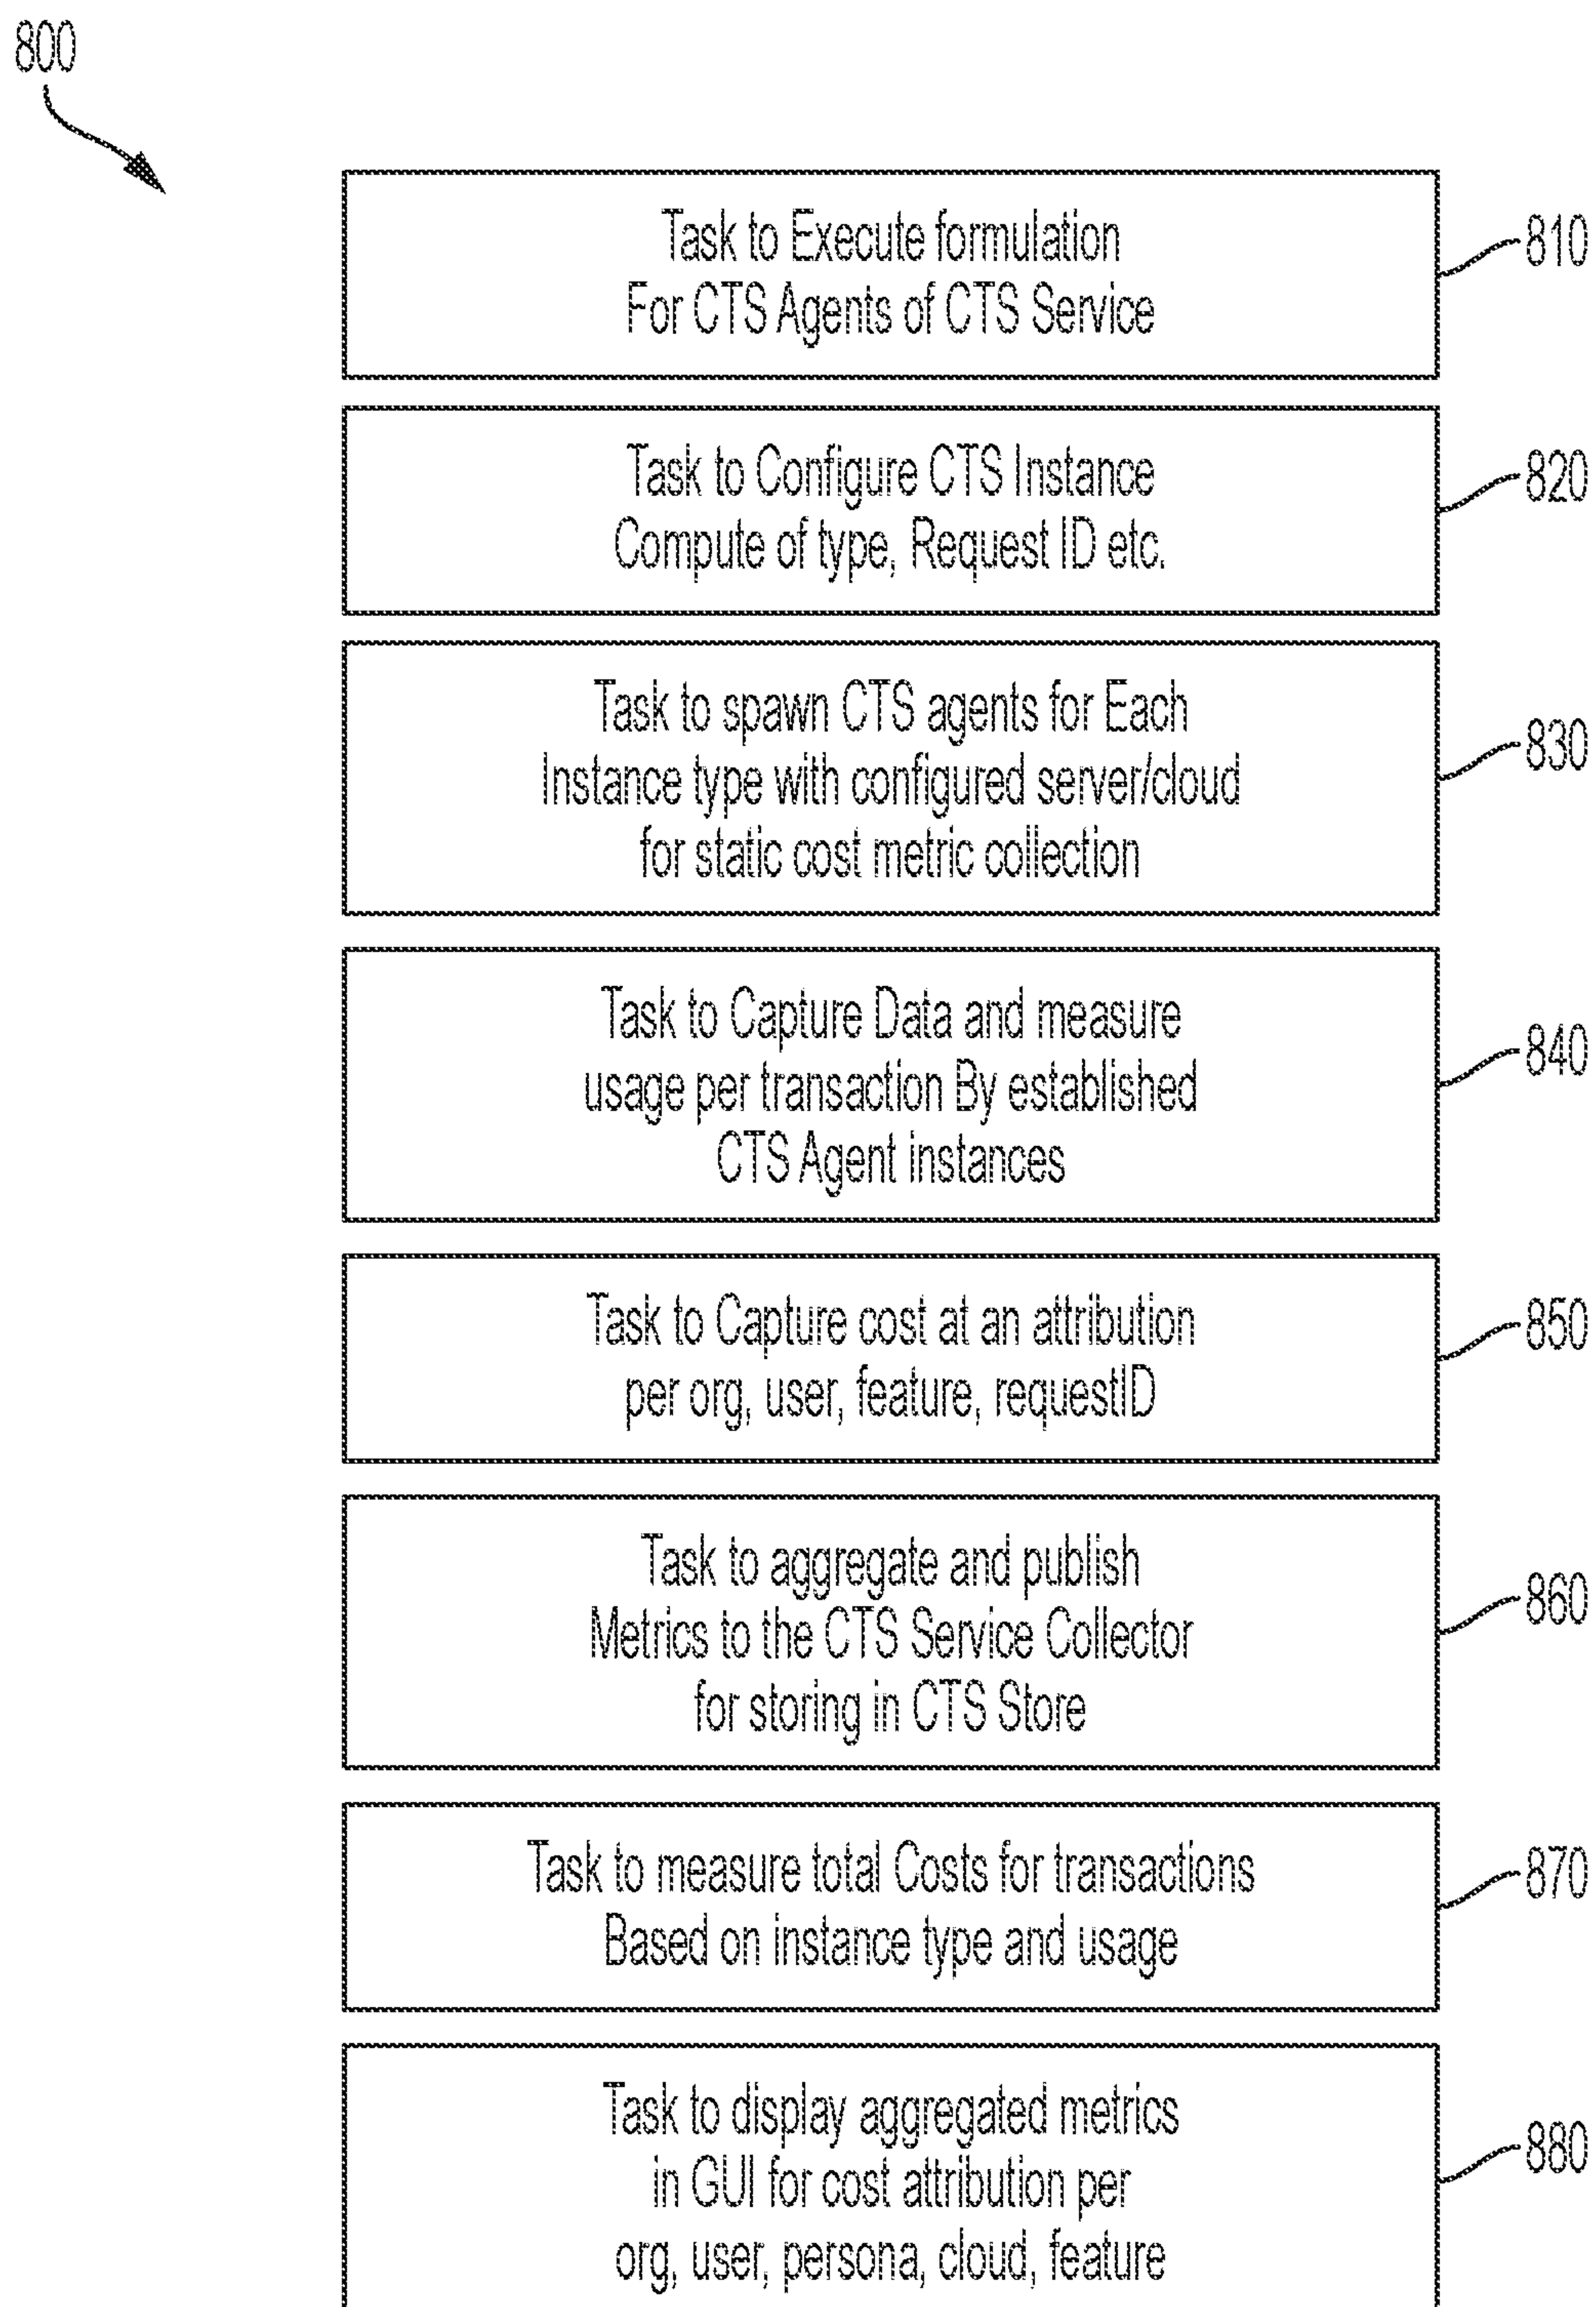 800
Task to Execute formulation
For CTS Agents of CTS Service
810
Task to Configure CTS Instance
Compute of type, Request ID etc.
820
Task to spawn CTS agents for Each
Instance type with configured server/cloud
for static cost metric collection
830
Task to Capture Data and measure
usage per transaction By established
CTS Agent instances
840
Task to Capture cost at an attribution
per org, user, feature, requestID
850
Task to aggregate and publish
Metrics to the CTS Service Collector
for storing in CTS Store
860
Task to measure total Costs for transactions
Based on instance type and usage
870
Task to display aggregated metrics
in GUI for cost attribution per
org, user, persona, cloud, feature
880